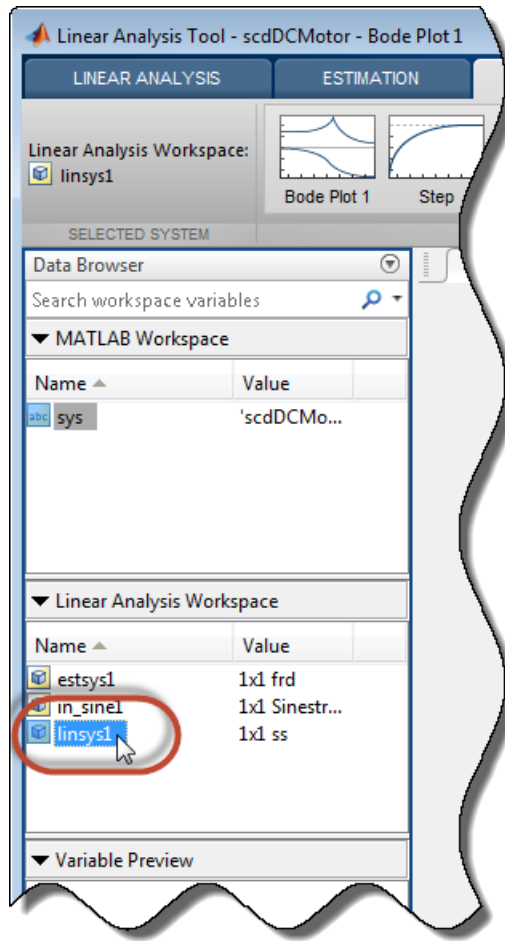 Linear Analysis Tool - scdDCMotor - Bode Plot 1
LINEAR ANALYSIS ESTIMATION
Linear Analysis Workspace:
linsys1
Bode Plot 1 Step
SELECTED SYSTEM
Data Browser
Search workspace variables
MATLAB Workspace
Name Value
abc sys 'scdDCMo...
Linear Analysis Workspace
Name Value
estsys1 1x1 frd
in_sine1 1x1 Sinestr...
linsys1 1x1 ss
Variable Preview